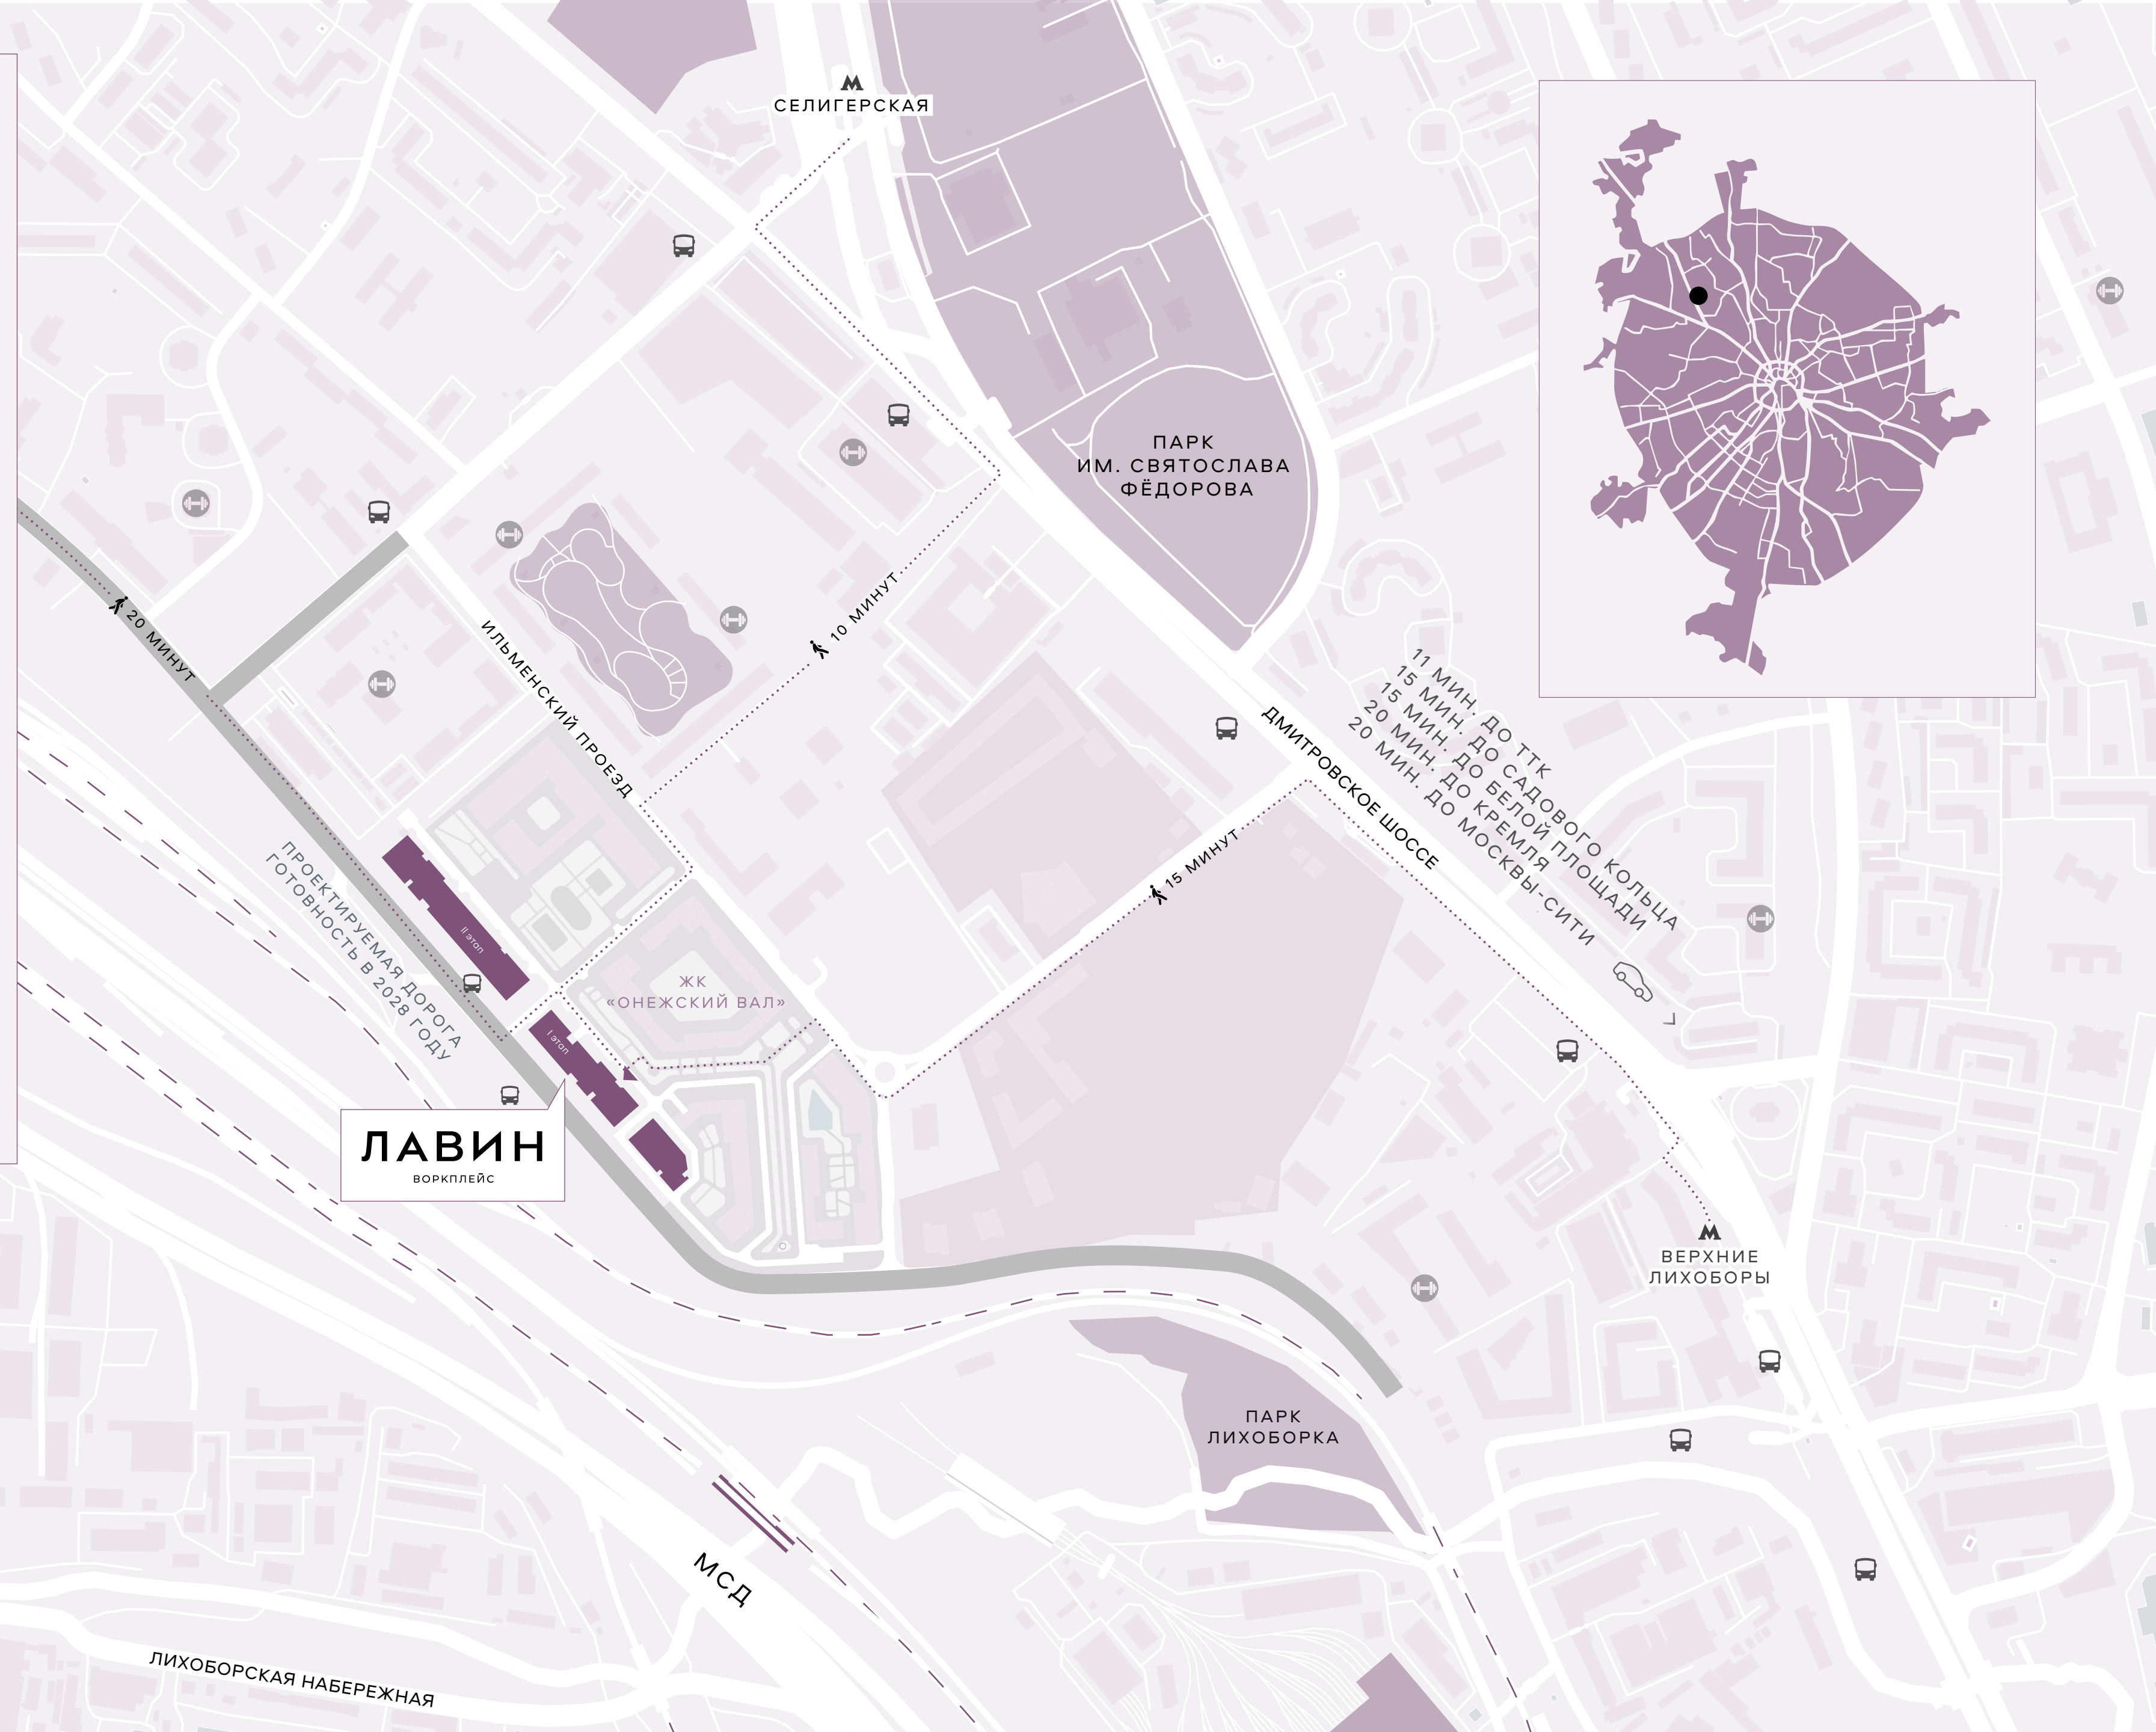 М
СЕЛИГЕРСКАЯ
ПАРК
ИМ. СВЯТОСЛАВА
ФЁДОРОВА
20 МИНУТ
10 МИНУТ
ИЛЬМЕНСКИЙ ПРОЕЗД
11 МИН. ДО ТТК
15 МИН. ДО САДОВОГО КОЛЬЦА
15 МИН. ДО БЕЛОЙ ПЛОЩАДИ
20 МИН. ДО КРЕМЛЯ
20 МИН. ДО МОСКВЫ-СИТИ
ДМИТРОВСКОЕ ШОССЕ
15 МИНУТ
ПРОЕКТИРУЕМАЯ ДОРОГА
ГОТОВНОСТЬ В 2028 ГОДУ
II этап
ЖК
«ОНЕЖСКИЙ ВАЛ»
I этап
ЛАВИН
ВОРКПЛЕЙС
М
ВЕРХНИЕ
ЛИХОБОРЫ
ПАРК
ЛИХОБОРКА
МСД
ЛИХОБОРСКАЯ НАБЕРЕЖНАЯ